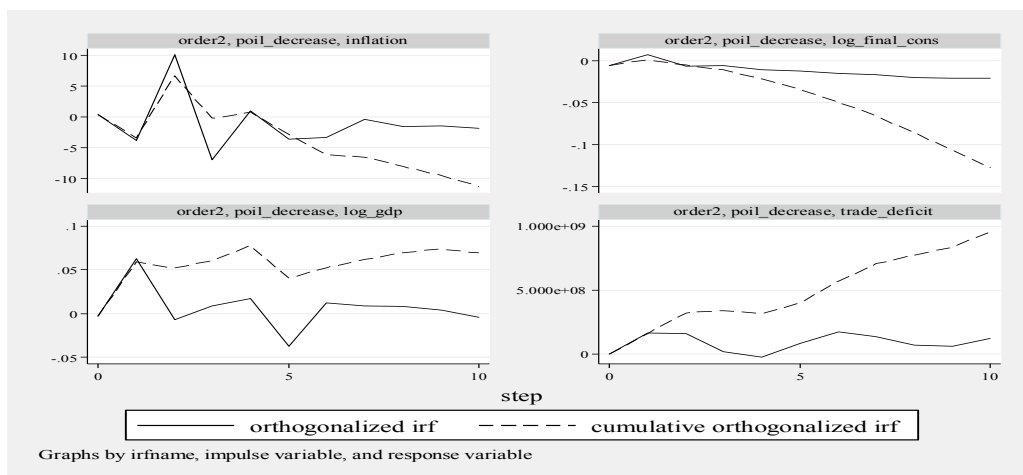 order2, poil_decrease, inflation
10
5
0
-5
-10
order2, poil_decrease, log_final_cons
0
-.05
-.1
-.15
order2, poil_decrease, log_gdp
.1
.05
0
-.05
0
5
10
order2, poil_decrease, trade_deficit
1.000e+09
5.000e+08
0
0
5
10
step
orthogonalized irf
cumulative orthogonalized irf
Graphs by irfname, impulse variable, and response variable